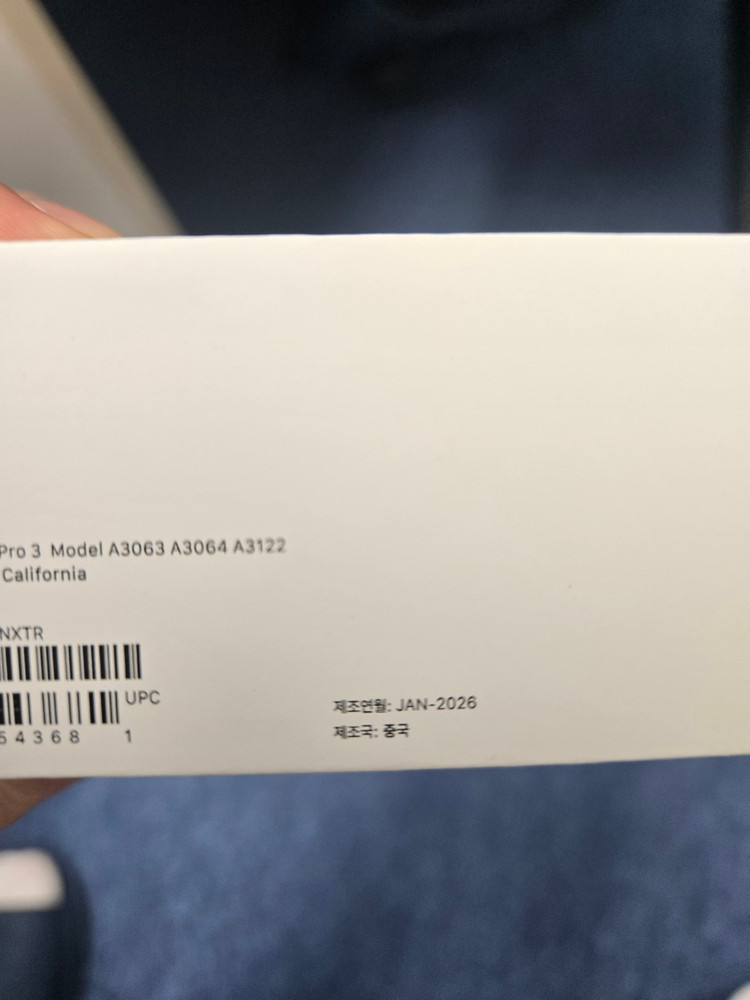 Pro 3 Model A3063 A3064 A3122
California
NXTR
UPC
54368 1
제조연월: JAN-2026
제조국: 중국